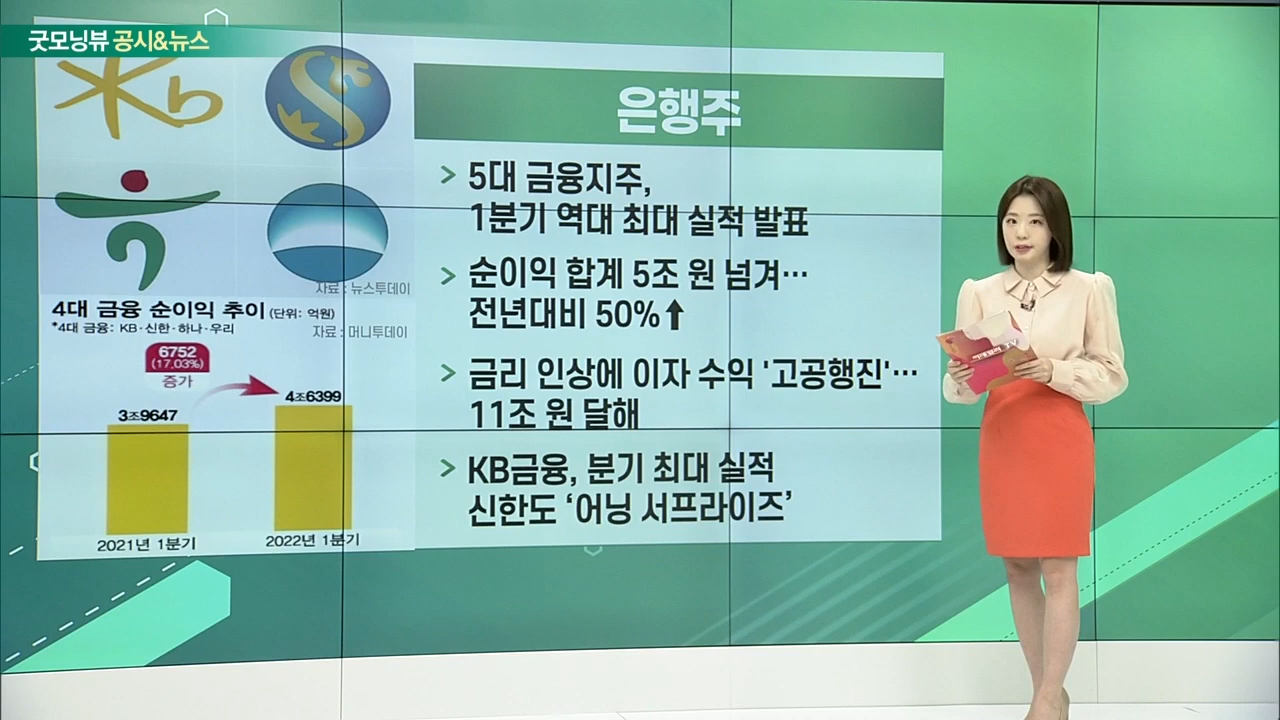 굿모닝뷰 공시&뉴스
은행주
> 5대 금융지주,
1분기 역대 최대 실적 발표
> 순이익 합계 5조 원 넘겨…
전년대비 50%↑
> 금리 인상에 이자 수익 '고공행진'…
11조 원 달해
> KB금융, 분기 최대 실적
신한도 ‘어닝 서프라이즈’
자료 : 뉴스투데이
4대 금융 순이익 추이 (단위: 억원)
*4대 금융: KB·신한·하나·우리
자료 : 머니투데이
6752
(17.03%)
증가
3조9647
4조6399
2021년 1분기
2022년 1분기